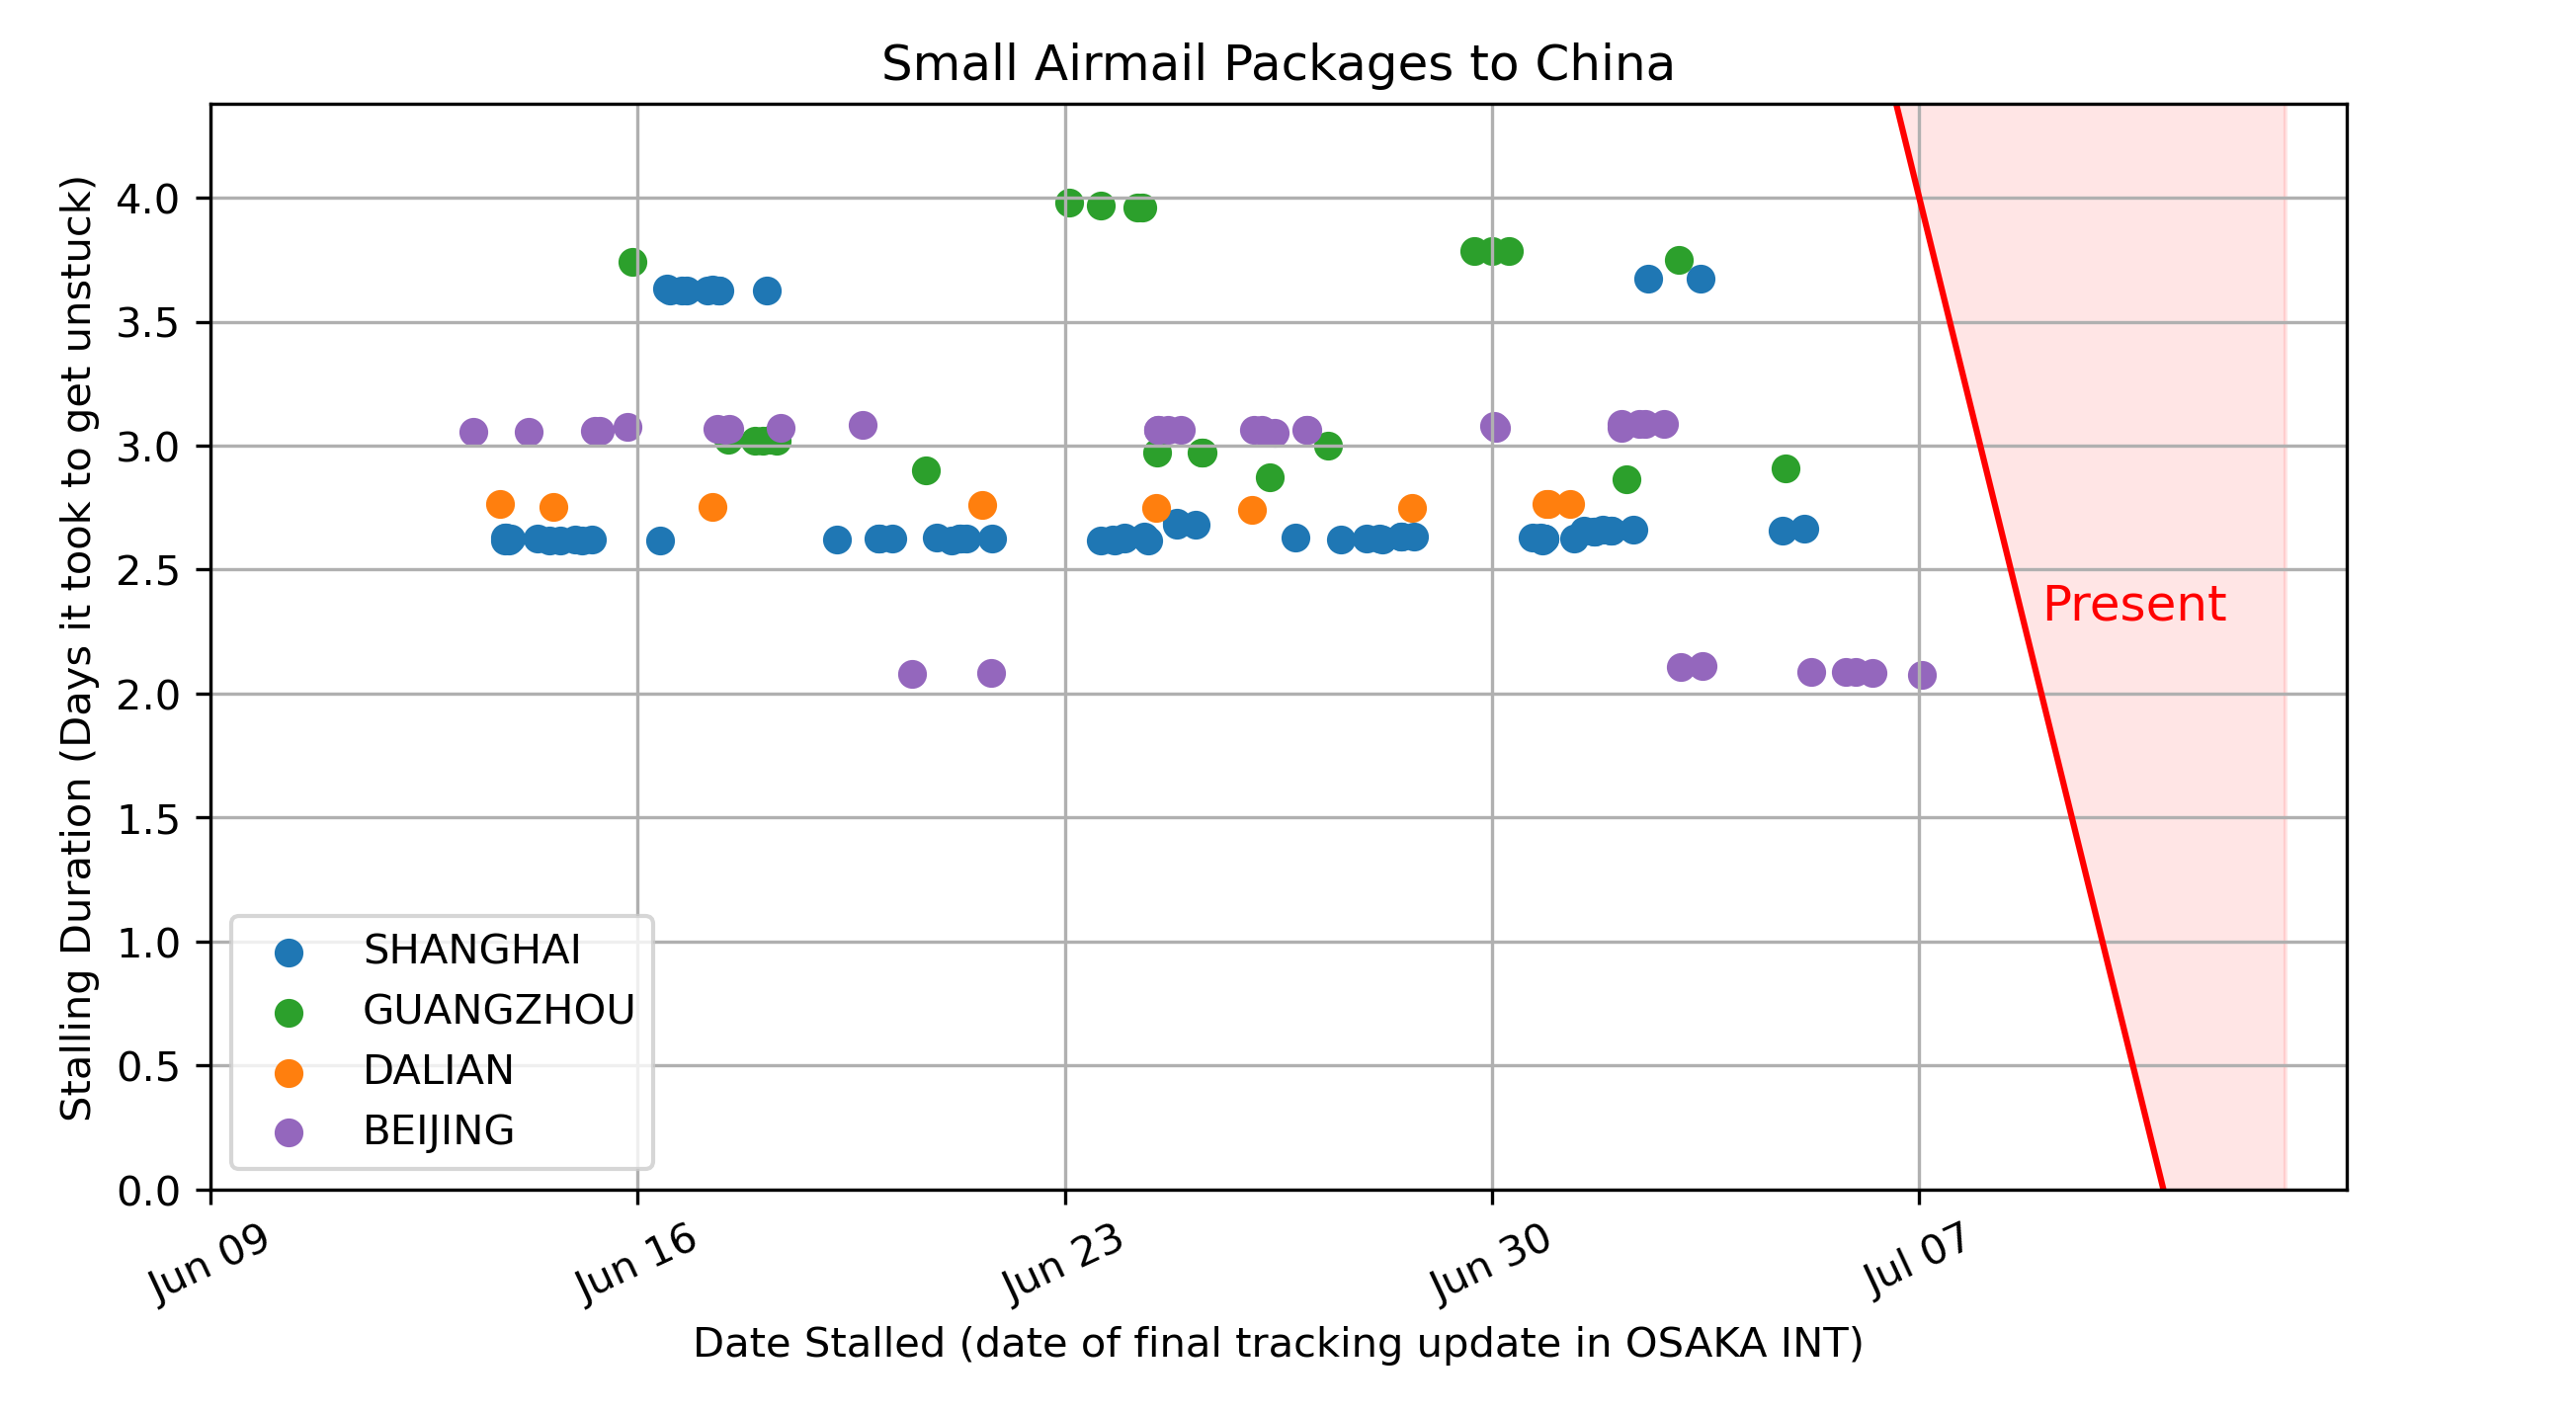 Small Airmail Packages to China
Stalling Duration (Days it took to get unstuck)
4.0
3.5
3.0
2.5
2.0
1.5
1.0
0.5
0.0
Present
SHANGHAI
GUANGZHOU
DALIAN
BEIJING
Jun 09
Jun 16
Jun 23
Jun 30
Jul 07
Date Stalled (date of final tracking update in OSAKA INT)